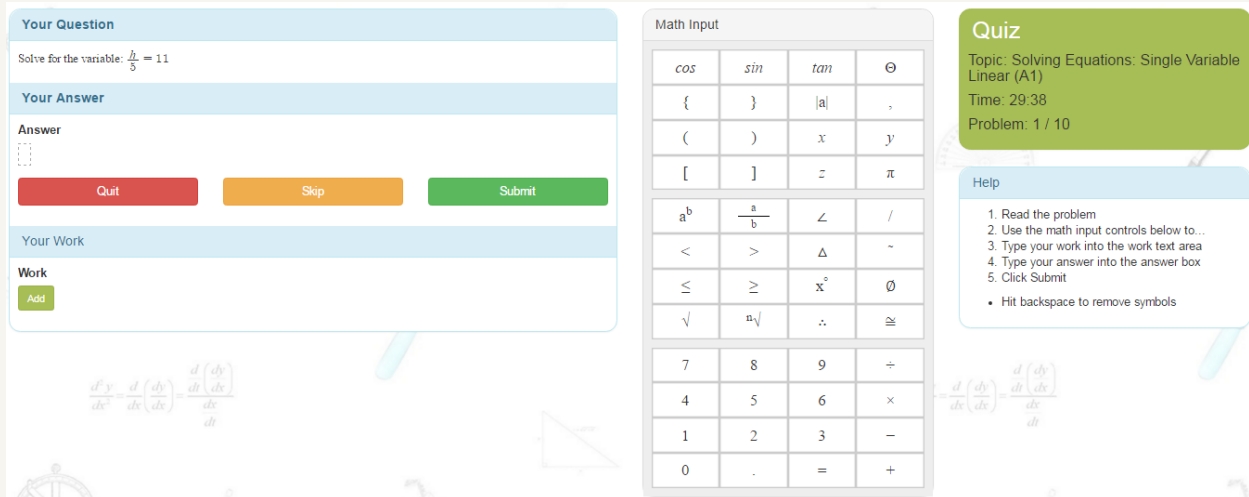 Your Question
Solve for the variable: h/5 = 11
Your Answer
Answer
Quit Skip Submit
Your Work
Work
Add
Math Input
cos sin tan Θ
{ } |a| ,
( ) x y
[ ] z π
a^b a/b ∠ /
< > Δ ~
≤ ≥ x° Ø
√ n√ ∴ ≅
7 8 9 ÷
4 5 6 ×
1 2 3 −
0 . = +
Quiz
Topic: Solving Equations: Single Variable
Linear (A1)
Time: 29:38
Problem: 1 / 10
Help
1. Read the problem
2. Use the math input controls below to...
3. Type your work into the work text area
4. Type your answer into the answer box
5. Click Submit
• Hit backspace to remove symbols